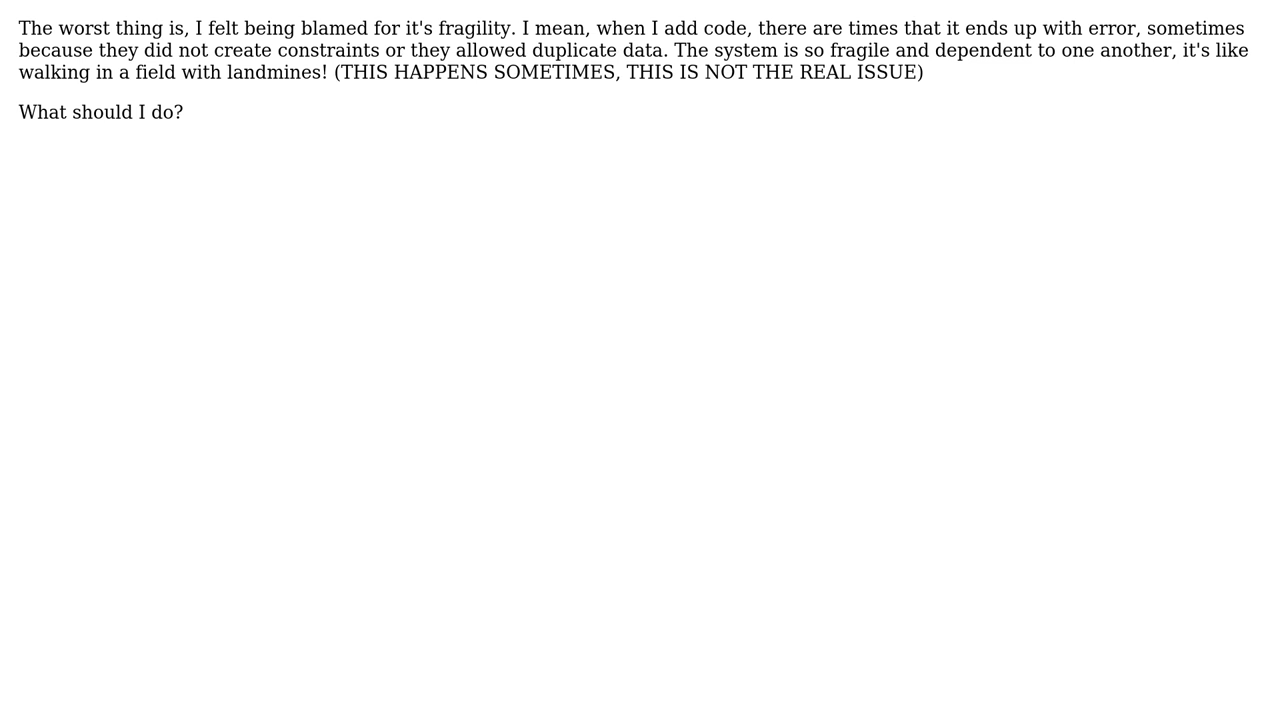 The worst thing is, I felt being blamed for it's fragility. I mean, when I add code, there are times that it ends up with error, sometimes
because they did not create constraints or they allowed duplicate data. The system is so fragile and dependent to one another, it's like
walking in a field with landmines! (THIS HAPPENS SOMETIMES, THIS IS NOT THE REAL ISSUE)
What should I do?